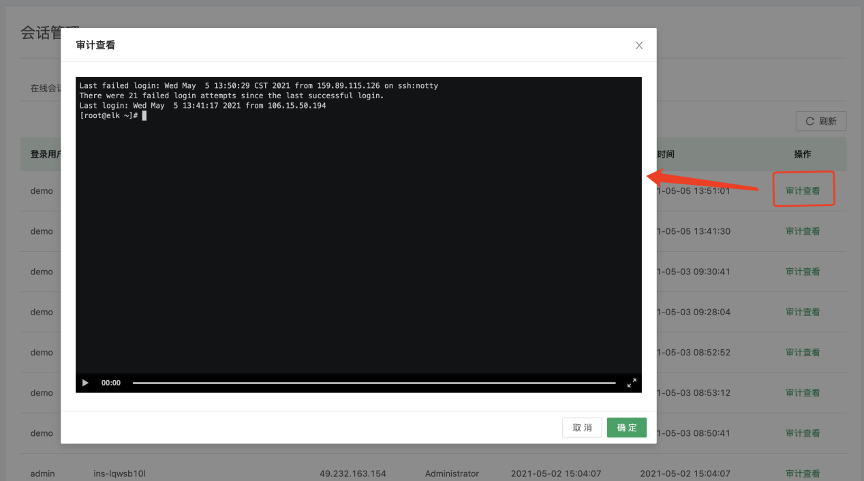 会话管理
审计查看
X
在线会话
Last failed login: Wed May  5 13:50:29 CST 2021 from 159.89.115.126 on ssh:notty
There were 21 failed login attempts since the last successful login.
Last login: Wed May  5 13:41:17 2021 from 106.15.50.194
[root@elk ~]#
刷新
登录用户 时间 操作
demo 1-05-05 13:51:01 审计查看
demo 1-05-05 13:41:30 审计查看
demo 1-05-03 09:30:41 审计查看
demo 1-05-03 09:28:04 审计查看
demo 1-05-03 08:52:52 审计查看
00:00
demo 1-05-03 08:53:12 审计查看
取 消 确 定
demo 1-05-03 08:50:41 审计查看
admin ins-lqwsb10l 49.232.163.154 Administrator 2021-05-02 15:04:07 2021-05-02 15:04:07 审计查看